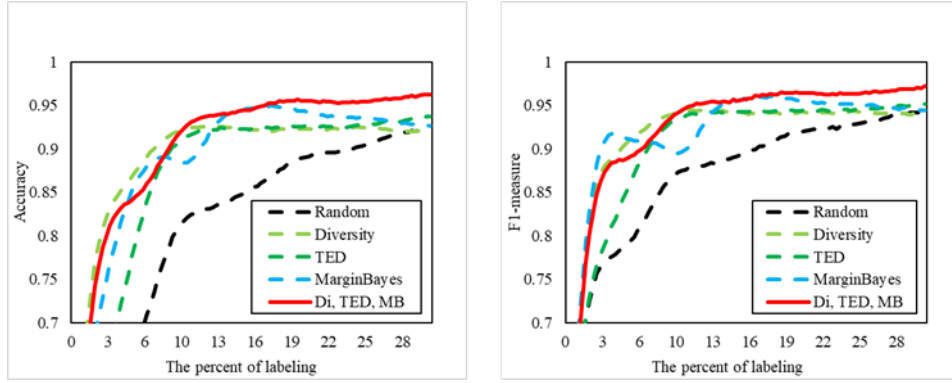 1
0.95
0.9
0.85
0.8
0.75
0.7
Accuracy
0 3 6 10 13 16 19 22 25 28
The percent of labeling
Random
Diversity
TED
MarginBayes
Di, TED, MB
1
0.95
0.9
0.85
0.8
0.75
0.7
F1-measure
0 3 6 10 13 16 19 22 25 28
The percent of labeling
Random
Diversity
TED
MarginBayes
Di, TED, MB